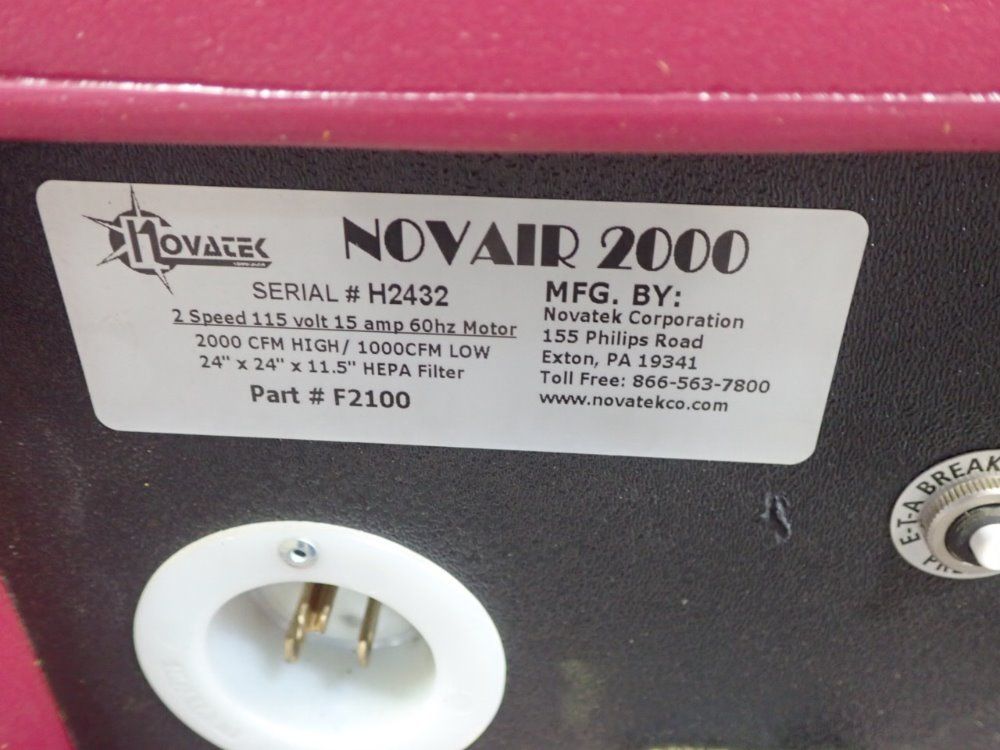 NOVATEK
NOVAIR 2000
SERIAL # H2432
2 Speed 115 volt 15 amp 60hz Motor
2000 CFM HIGH/ 1000CFM LOW
24" x 24" x 11.5" HEPA Filter
Part # F2100
MFG. BY:
Novatek Corporation
155 Philips Road
Exton, PA 19341
Toll Free: 866-563-7800
www.novatekco.com
E-T-A BREAK